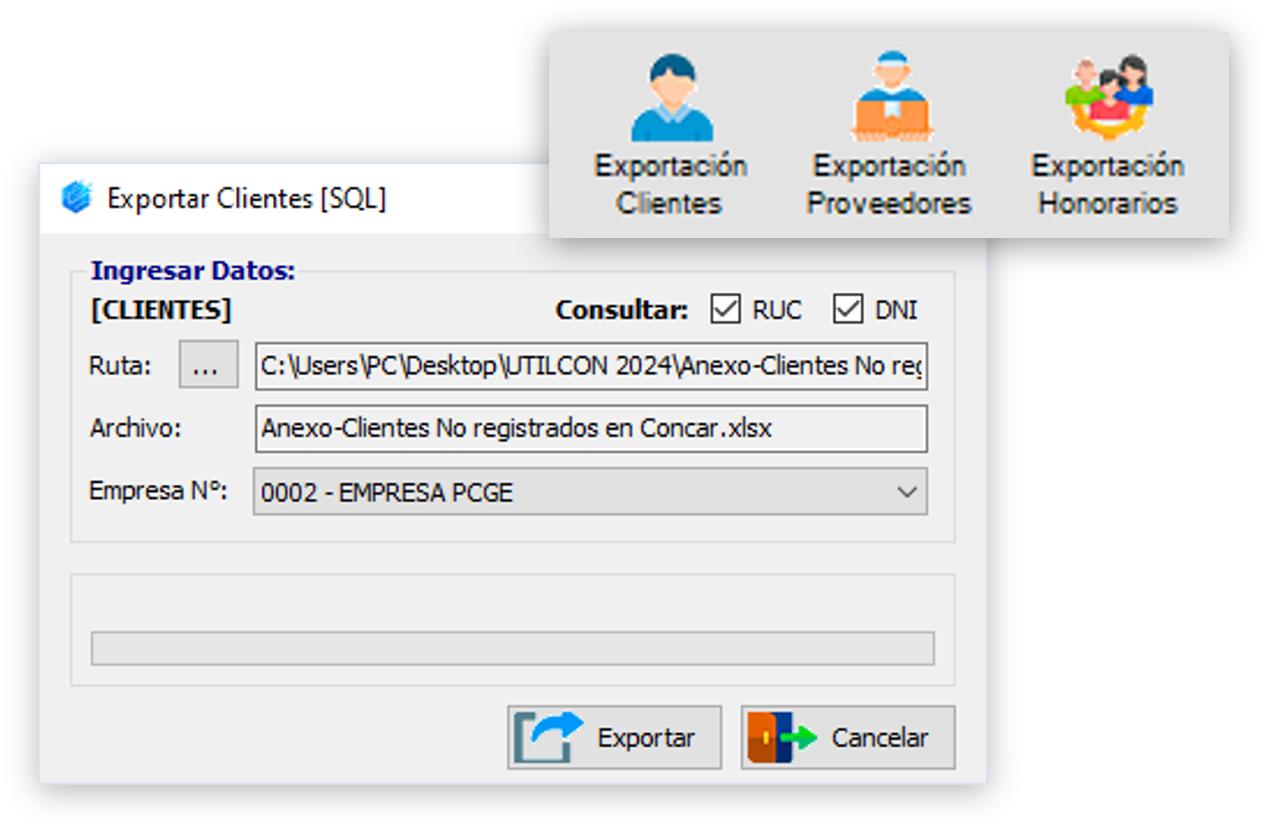 Exportación
Clientes
Exportación
Proveedores
Exportación
Honorarios
Exportar Clientes [SQL]
Ingresar Datos:
[CLIENTES] Consultar: RUC DNI
Ruta: ... C:\Users\PC\Desktop\UTILCON 2024\Anexo-Clientes No reg
Archivo: Anexo-Clientes No registrados en Concar.xlsx
Empresa Nº: 0002 - EMPRESA PCGE
Exportar Cancelar